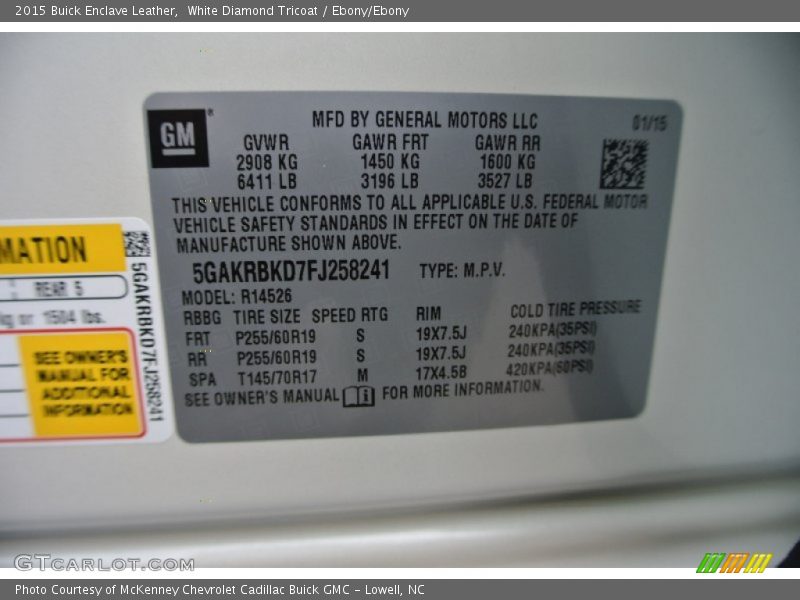 2015 Buick Enclave Leather,  White Diamond Tricoat / Ebony/Ebony
GM
MFD BY GENERAL MOTORS LLC 01/15
GVWR GAWR FRT GAWR RR
2908 KG 1450 KG 1600 KG
6411 LB 3196 LB 3527 LB
THIS VEHICLE CONFORMS TO ALL APPLICABLE U.S. FEDERAL MOTOR
VEHICLE SAFETY STANDARDS IN EFFECT ON THE DATE OF
MANUFACTURE SHOWN ABOVE.
5GAKRBKD7FJ258241 TYPE: M.P.V.
MODEL: R14526
RBBG TIRE SIZE SPEED RTG RIM COLD TIRE PRESSURE
FRT P255/60R19 S 19X7.5J 240KPA(35PSI)
RR P255/60R19 S 19X7.5J 240KPA(35PSI)
SPA T145/70R17 M 17X4.5B 420KPA(60PSI)
SEE OWNER'S MANUAL FOR MORE INFORMATION.
MATION
REAR 5
kg or 1504 lbs.
SEE OWNER'S
MANUAL FOR
ADDITIONAL
INFORMATION
5GAKRBKD7FJ258241
GTCarLot.com
Photo Courtesy of McKenney Chevrolet Cadillac Buick GMC - Lowell, NC